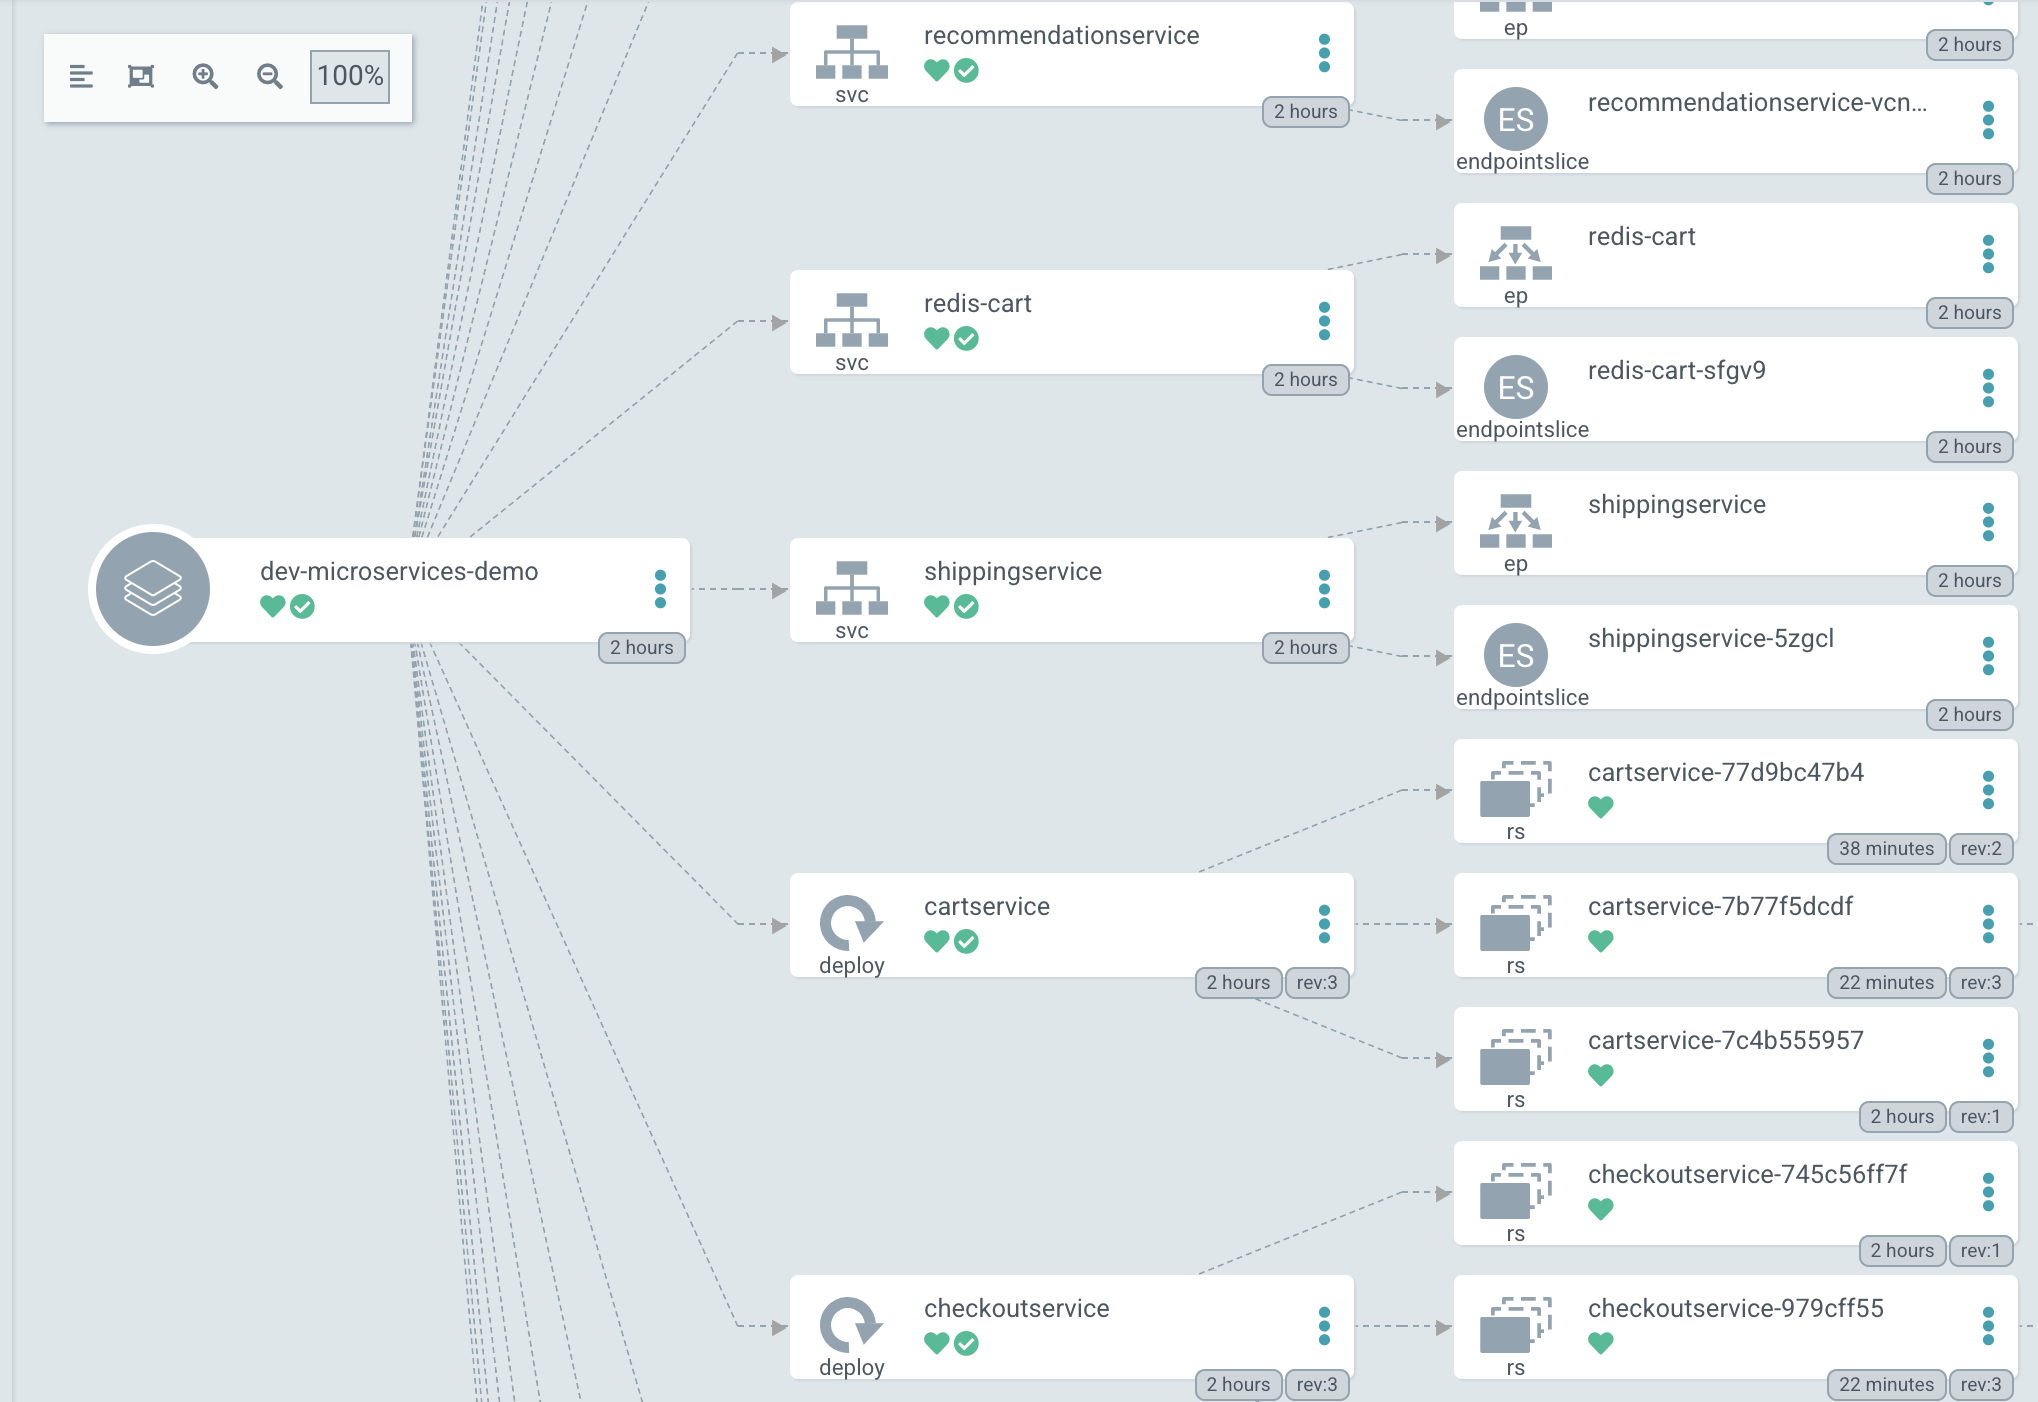 100%
recommendationservice
svc
2 hours
ep
2 hours
ES
recommendationservice-vcn...
endpointslice
2 hours
redis-cart
svc
2 hours
redis-cart
ep
2 hours
ES
redis-cart-sfgv9
endpointslice
2 hours
dev-microservices-demo
2 hours
shippingservice
svc
2 hours
shippingservice
ep
2 hours
ES
shippingservice-5zgcl
endpointslice
2 hours
cartservice
deploy
2 hours rev:3
cartservice-77d9bc47b4
rs
38 minutes rev:2
cartservice-7b77f5dcdf
rs
22 minutes rev:3
cartservice-7c4b555957
rs
2 hours rev:1
checkoutservice
deploy
2 hours rev:3
checkoutservice-745c56ff7f
rs
2 hours rev:1
checkoutservice-979cff55
rs
22 minutes rev:3